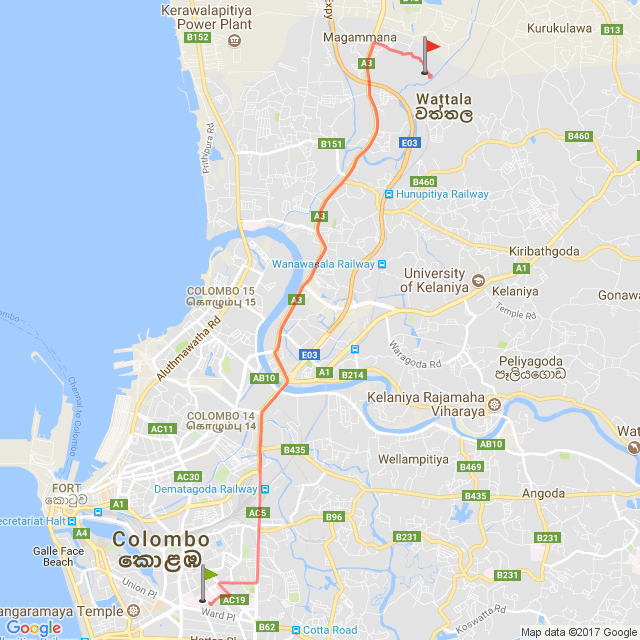 Kerawalapitiya
Power Plant
B152
Expy
Magammana
A3
Kurukulawa
B13
Wattala
වත්තල
Prithipura Rd
B151
E03
B460
B460
Hunupitiya Railway
A3
Kiribathgoda
Wanawasala Railway
A1
University
of Kelaniya
Kelaniya
Gonawa
COLOMBO 15
கொழும்பு 15
A3
Temple Rd
Aluthmawatha Rd
Chennai to Colombo
E03
Waragoda Rd
Peliyagoda
පෑලියගොඩ
AB10
A1
B214
Kelaniya Rajamaha
Viharaya
COLOMBO 14
கொழும்பு 14
AC11
AB10
Wat
B435
Wellampitiya
B469
AC30
Dematagoda Railway
FORT
කොටුව
A1
B435
Angoda
Secretariat Halt
A4
AC5
B96
Galle Face
Beach
Colombo
කොළඹ
B231
B231
B231
Union Pl
AC19
Ward Pl
angaramaya Temple
B62
Koswatta Rd
Horton Pl
Cotta Road
Google
Map data ©2017 Google